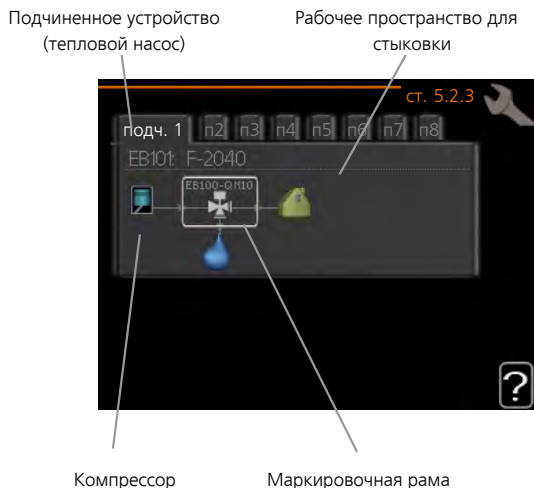 Подчиненное устройство
(тепловой насос)
Рабочее пространство для
стыковки
ст. 5.2.3
подч. 1 п2 п3 п4 п5 п6 п7 п8
EB101: F-2040
EB100-QN10
?
Компрессор
Маркировочная рама